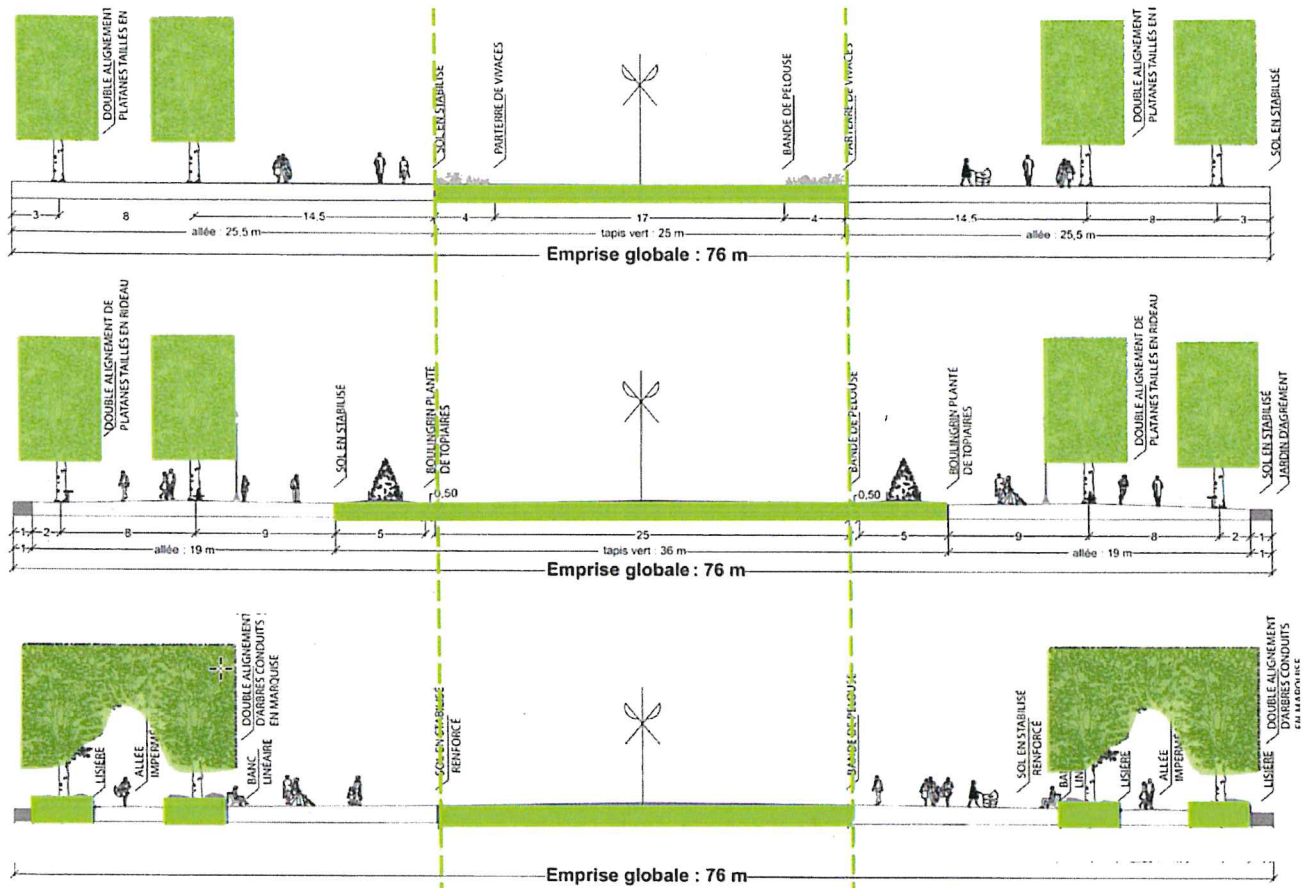 DOUBLE ALIGNEMENT
PLATANES TAILLÉS EN
SOL EN STABILISÉ
PARTERRE DE VIVACES
BANDE DE PELOUSE
PARTERRE DE VIVACES
DOUBLE ALIGNEMENT
PLATANES TAILLÉS EN
SOL EN STABILISÉ
3 8 14.5 4 17 4 14.5 8 3
allée : 25,5 m tapis vert : 25 m allée : 25,5 m
Emprise globale : 76 m
DOUBLE ALIGNEMENT DE
PLATANES TAILLÉS EN RIDEAU
SOL EN STABILISÉ
BOULINGRIN PLANTÉ
DE TOPIAIRES
0,50
BANDE DE PELOUSE
0,50
BOULINGRIN PLANTÉ
DE TOPIAIRES
DOUBLE ALIGNEMENT DE
PLATANES TAILLÉS EN RIDEAU
SOL EN STABILISÉ
JARDIN D'AGRÉMENT
1 2 8 9 5 25 5 9 8 2 1
1 allée : 19 m tapis vert : 36 m allée : 19 m 1
Emprise globale : 76 m
LISIÈRE
ALLÉE
IMPERMÉ
DOUBLE ALIGNEMENT
D'ARBRES CONDUITS
EN MARQUISE
BANC
LINÉAIRE
SOL EN STABILISÉ
RENFORCÉ
BANDE DE PELOUSE
SOL EN STABILISÉ
RENFORCÉ
LISIÈRE
ALLÉE
IMPERMÉ
LISIÈRE
DOUBLE ALIGNEMENT
D'ARBRES CONDUITS
EN MARQUISE
Emprise globale : 76 m